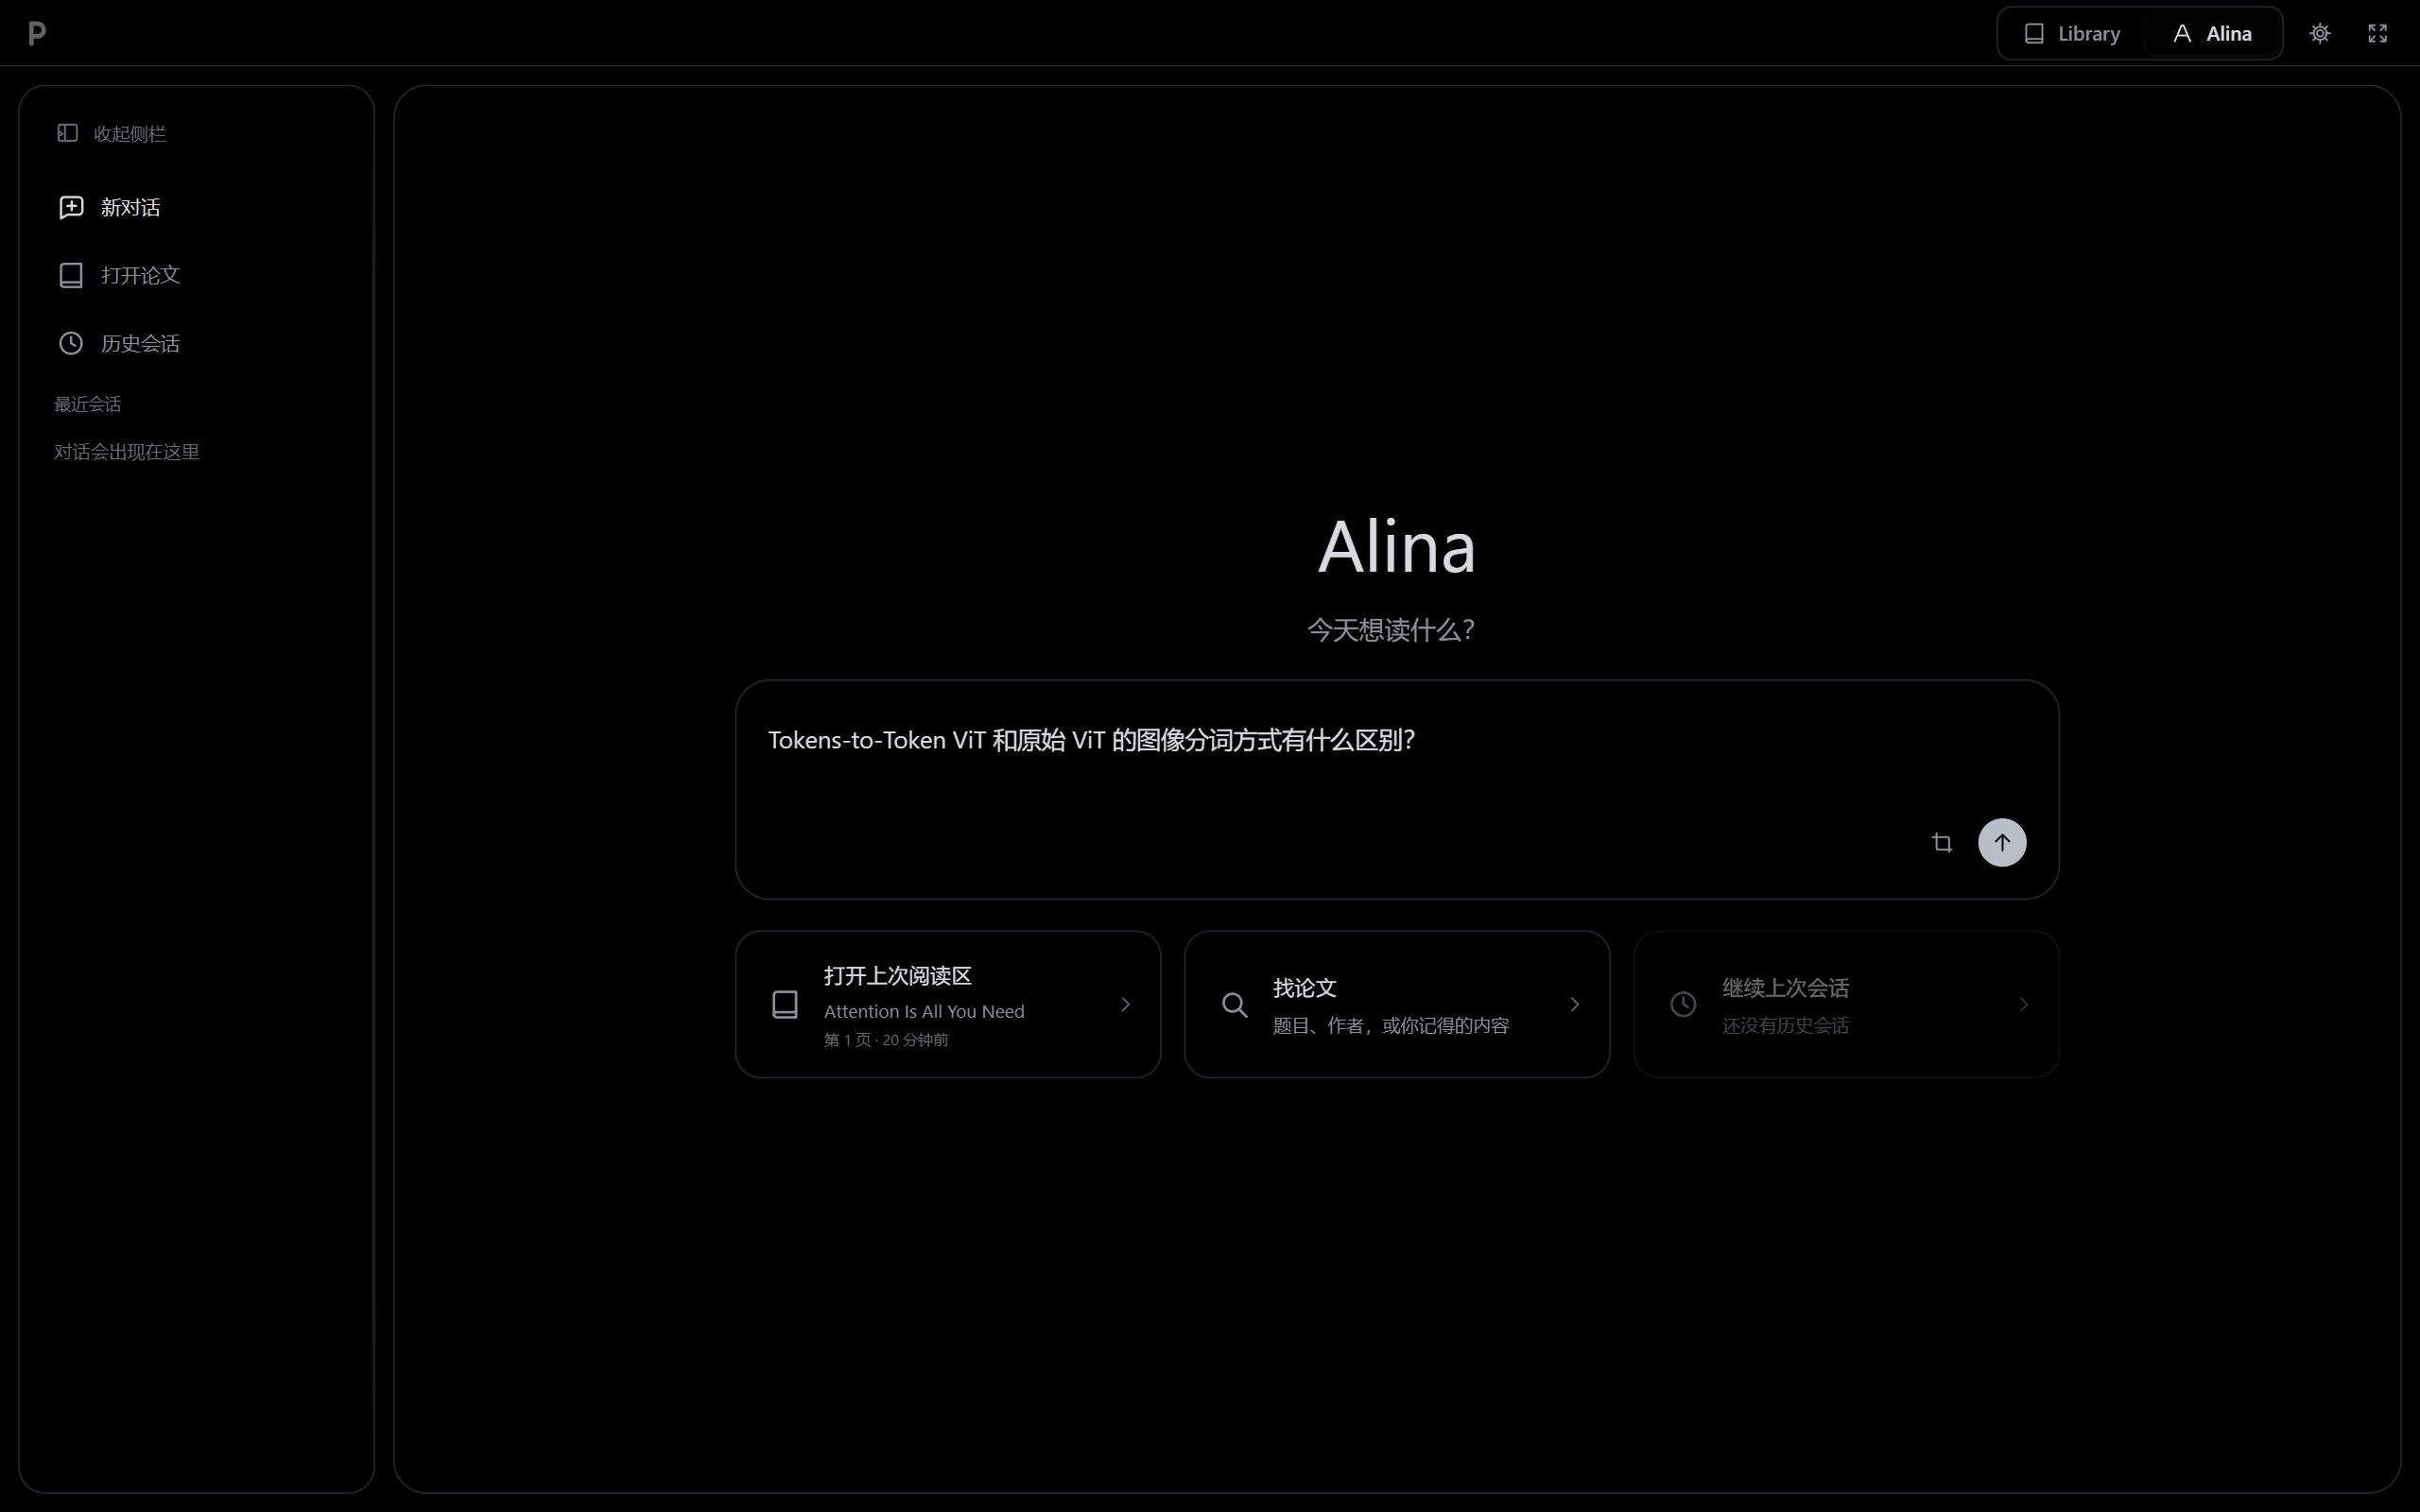 P
Library
Alina
收起侧栏
新对话
打开论文
历史会话
最近会话
对话会出现在这里
Alina
今天想读什么?
Tokens-to-Token ViT 和原始 ViT 的图像分词方式有什么区别?
打开上次阅读区
Attention Is All You Need
第 1 页 · 20 分钟前
找论文
题目、作者，或你记得的内容
继续上次会话
还没有历史会话